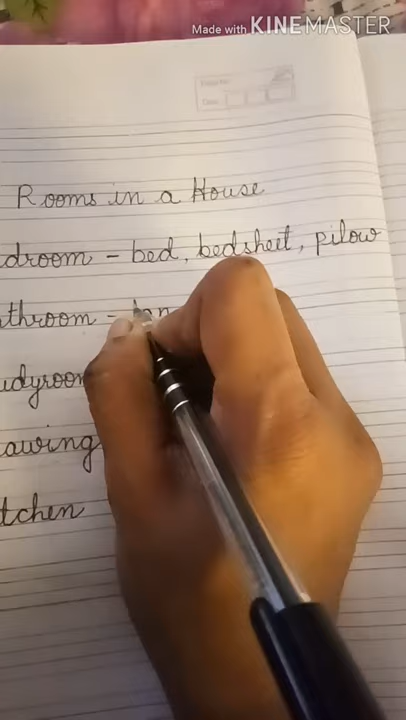 Made with KINEMASTER
Rooms in a House
droom - bed, bedsheet, pilow
throom -
udyroom
awing
tchen